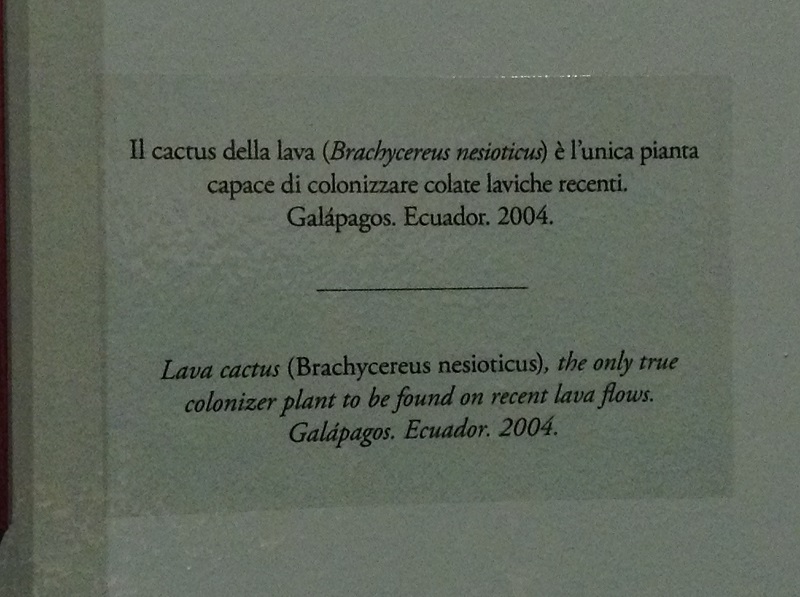 Il cactus della lava (Brachycereus nesioticus) è l'unica pianta
capace di colonizzare colate laviche recenti.
Galápagos. Ecuador. 2004.
Lava cactus (Brachycereus nesioticus), the only true
colonizer plant to be found on recent lava flows.
Galápagos. Ecuador. 2004.